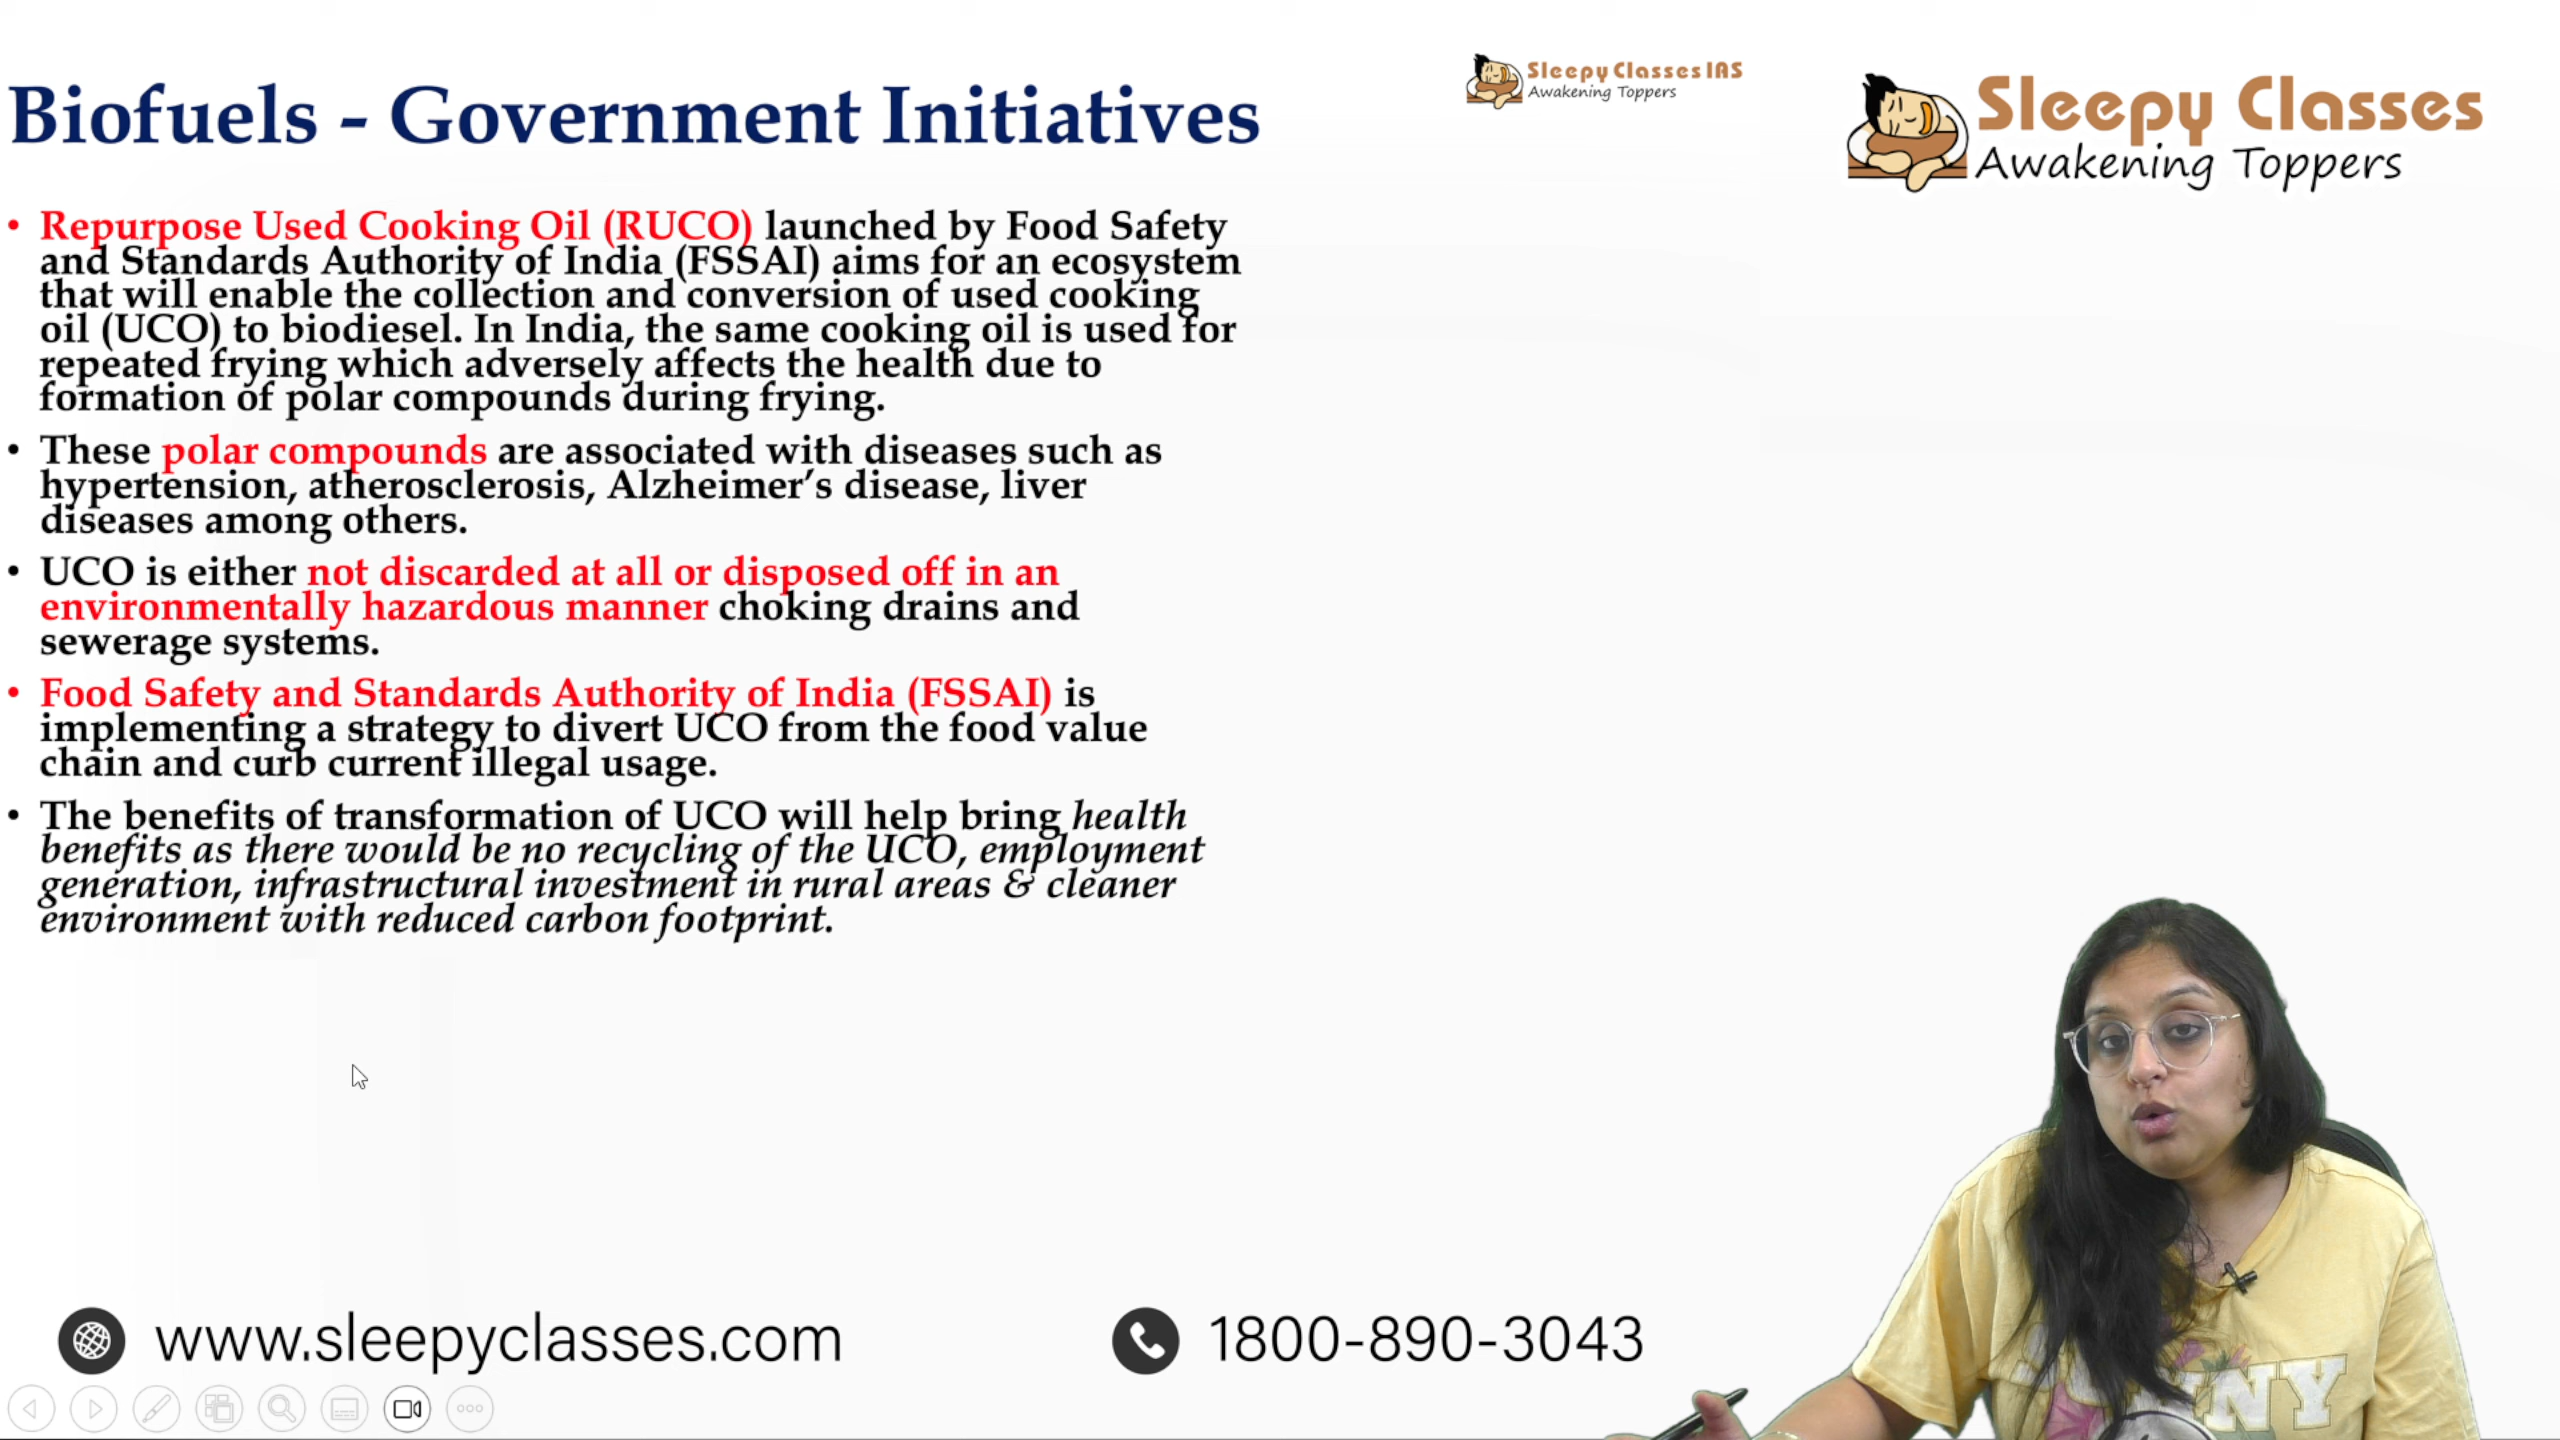 Sleepy Classes IAS
Awakening Toppers
Sleepy Classes
Awakening Toppers
Biofuels - Government Initiatives
• Repurpose Used Cooking Oil (RUCO) launched by Food Safety
and Standards Authority of India (FSSAI) aims for an ecosystem
that will enable the collection and conversion of used cooking
oil (UCO) to biodiesel. In India, the same cooking oil is used for
repeated frying which adversely affects the health due to
formation of polar compounds during frying.
• These polar compounds are associated with diseases such as
hypertension, atherosclerosis, Alzheimer's disease, liver
diseases among others.
• UCO is either not discarded at all or disposed off in an
environmentally hazardous manner choking drains and
sewerage systems.
• Food Safety and Standards Authority of India (FSSAI) is
implementing a strategy to divert UCO from the food value
chain and curb current illegal usage.
• The benefits of transformation of UCO will help bring health
benefits as there would be no recycling of the UCO, employment
generation, infrastructural investment in rural areas & cleaner
environment with reduced carbon footprint.
www.sleepyclasses.com
1800-890-3043